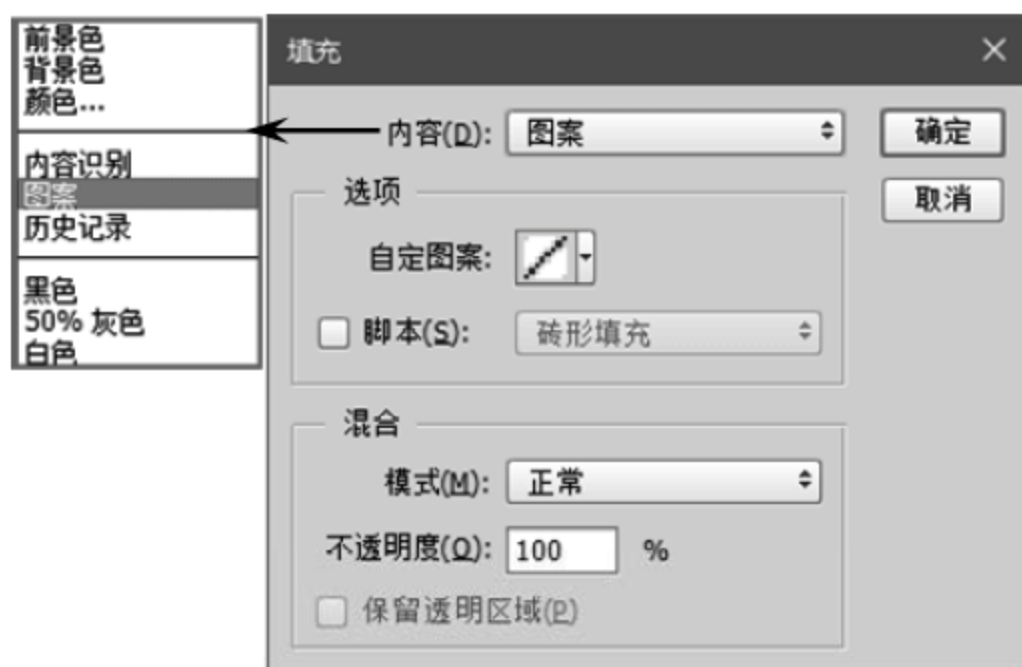 前景色
背景色
颜色...
内容识别
图案
历史记录
黑色
50% 灰色
白色
填充
内容(D): 图案
确定
取消
选项
自定图案:
脚本(S): 砖形填充
混合
模式(M): 正常
不透明度(O): 100 %
保留透明区域(P)